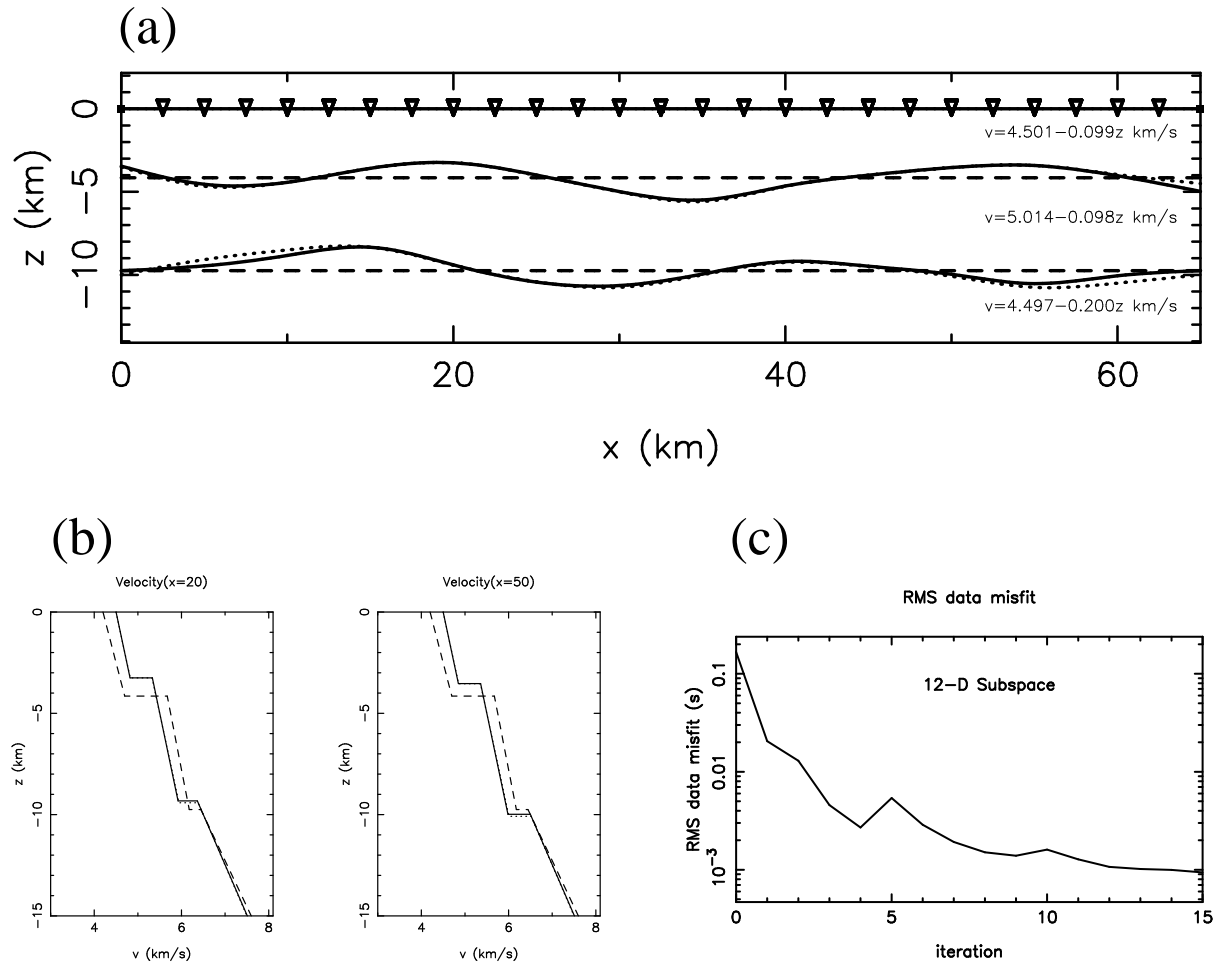 (a)
0
−5
−10
z (km)
v=4.501−0.099z km/s
v=5.014−0.098z km/s
v=4.497−0.200z km/s
0 20 40 60
x (km)
(b)
Velocity(x=20)
0
−5
−10
−15
z (km)
4 6 8
v (km/s)
Velocity(x=50)
0
−5
−10
−15
z (km)
4 6 8
v (km/s)
(c)
RMS data misfit
12−D Subspace
0.1
0.01
10−3
RMS data misfit (s)
0 5 10 15
iteration